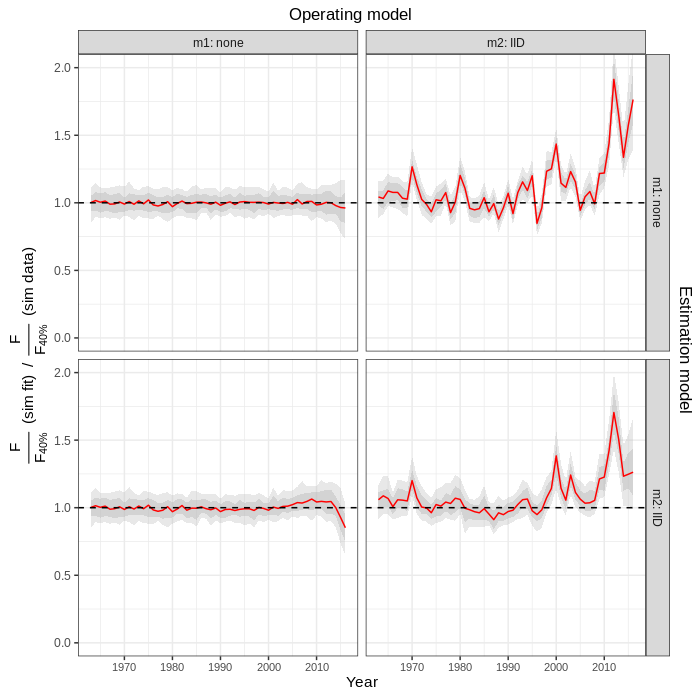 Operating model
m1: none
m2: IID
2.0
1.5
1.0
0.5
0.0
m1: none
2.0
1.5
1.0
0.5
0.0
m2: IID
Estimation model
F
F40%
(sim fit) / 
F
F40%
(sim data)
1970
1980
1990
2000
2010
1970
1980
1990
2000
2010
Year